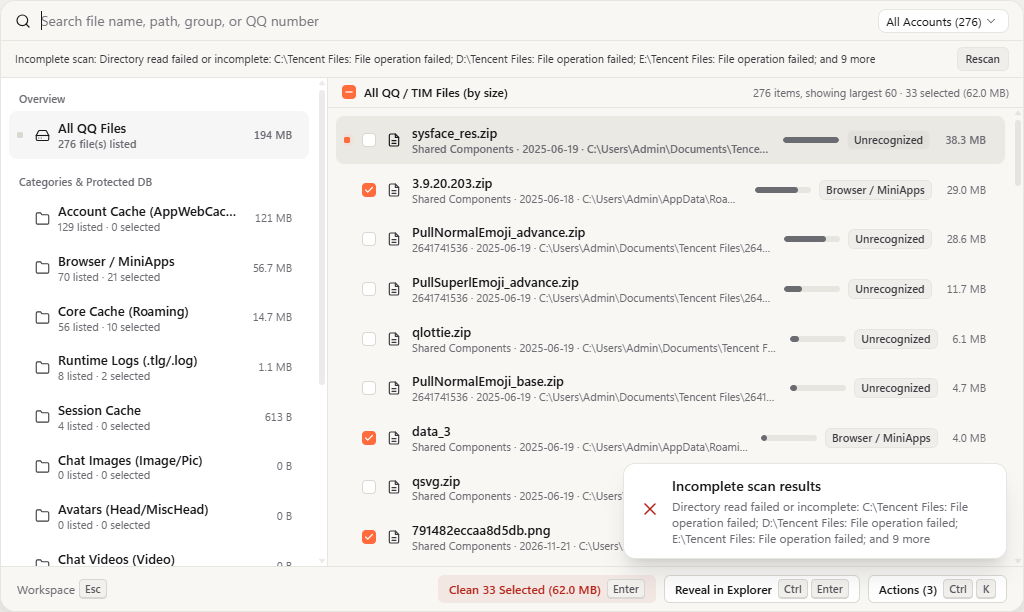 Search file name, path, group, or QQ number
All Accounts (276)
Incomplete scan: Directory read failed or incomplete: C:\Tencent Files: File operation failed; D:\Tencent Files: File operation failed; E:\Tencent Files: File operation failed; and 9 more
Rescan
Overview
All QQ Files
276 file(s) listed
194 MB
Categories & Protected DB
Account Cache (AppWebCac...
129 listed · 0 selected
121 MB
Browser / MiniApps
70 listed · 21 selected
56.7 MB
Core Cache (Roaming)
56 listed · 10 selected
14.7 MB
Runtime Logs (.tlg/.log)
8 listed · 2 selected
1.1 MB
Session Cache
4 listed · 0 selected
613 B
Chat Images (Image/Pic)
0 listed · 0 selected
0 B
Avatars (Head/MiscHead)
0 listed · 0 selected
0 B
Chat Videos (Video)
0 B
All QQ / TIM Files (by size)
276 items, showing largest 60 · 33 selected (62.0 MB)
sysface_res.zip
Shared Components · 2025-06-19 · C:\Users\Admin\Documents\Tence...
Unrecognized
38.3 MB
3.9.20.203.zip
Shared Components · 2025-06-18 · C:\Users\Admin\AppData\Roa...
Browser / MiniApps
29.0 MB
PullNormalEmoji_advance.zip
2641741536 · 2025-06-19 · C:\Users\Admin\Documents\Tencent Files\264...
Unrecognized
28.6 MB
PullSuperlEmoji_advance.zip
2641741536 · 2025-06-19 · C:\Users\Admin\Documents\Tencent Files\264...
Unrecognized
11.7 MB
qlottie.zip
Shared Components · 2025-06-19 · C:\Users\Admin\Documents\Tencent F...
Unrecognized
6.1 MB
PullNormalEmoji_base.zip
2641741536 · 2025-06-19 · C:\Users\Admin\Documents\Tencent Files\2641...
Unrecognized
4.7 MB
data_3
Shared Components · 2025-06-19 · C:\Users\Admin\AppData\Roami...
Browser / MiniApps
4.0 MB
qsvg.zip
Shared Components · 2025-06-19 · C:\Users
791482eccaa8d5db.png
Shared Components · 2026-11-21 · C:\Users\
Incomplete scan results
Directory read failed or incomplete: C:\Tencent Files: File
operation failed; D:\Tencent Files: File operation failed;
E:\Tencent Files: File operation failed; and 9 more
Workspace
Esc
Clean 33 Selected (62.0 MB)
Enter
Reveal in Explorer
Ctrl
Enter
Actions (3)
Ctrl
K